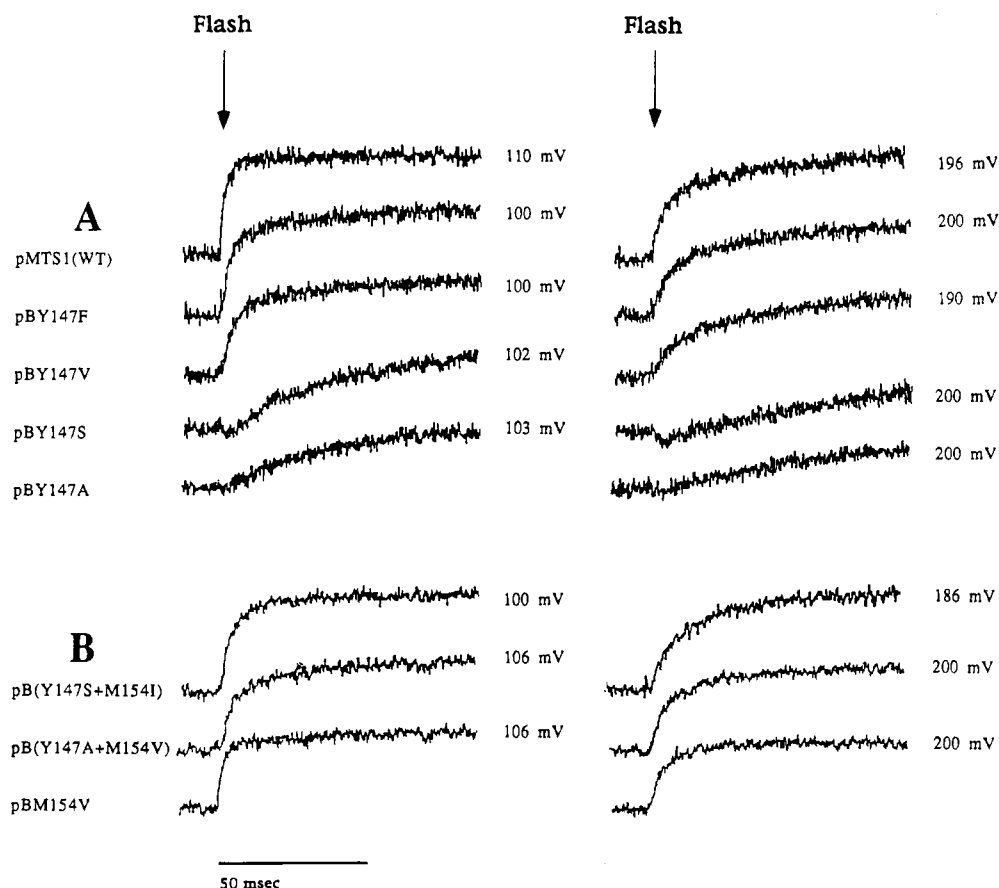 Flash
Flash
A
110 mV
196 mV
100 mV
200 mV
pMTS1(WT)
100 mV
190 mV
pBY147F
pBY147V
102 mV
200 mV
pBY147S
103 mV
200 mV
pBY147A
B
100 mV
186 mV
106 mV
200 mV
pB(Y147S+M154I)
106 mV
200 mV
pB(Y147A+M154V)
pBM154V
50 msec